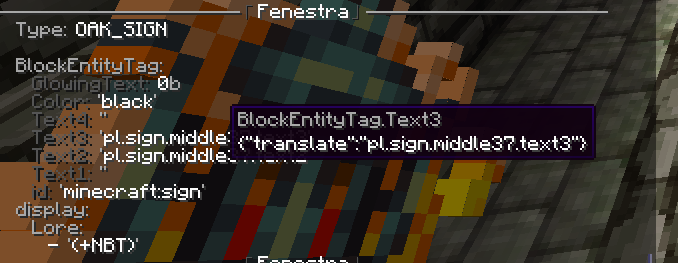 Fenestra
Type: OAK_SIGN
BlockEntityTag:
GlowingText: 0b
Color: 'black'
Text4: ''
BlockEntityTag.Text3
Text3: 'pl.sign.middle
{"translate":"pl.sign.middle37.text3"}
Text2: 'pl.sign.middle
Text1: ''
id: 'minecraft:sign'
display:
Lore:
- '(+NBT)'
Fenestra